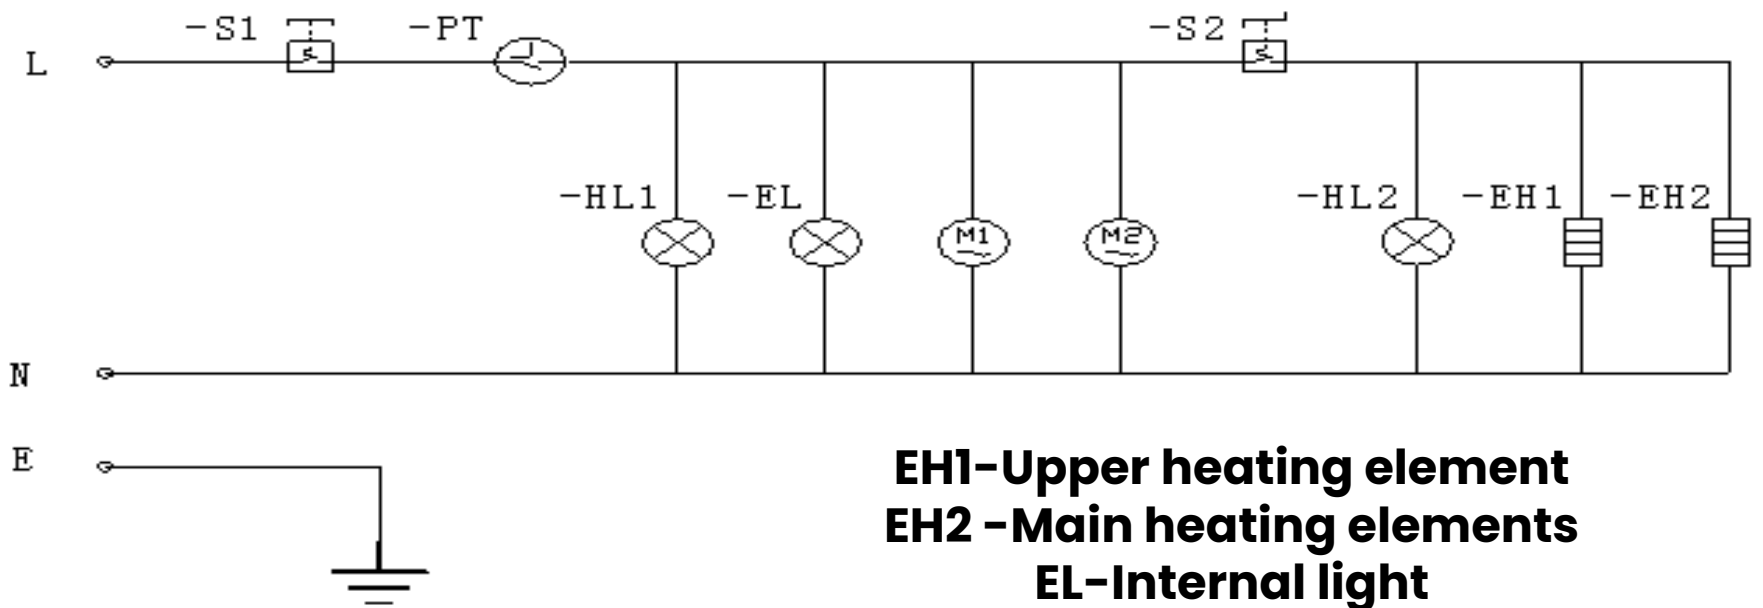 -S1 -PT -S2
L
-HL1 -EL -HL2 -EH1 -EH2
M1 M2
N
E
EH1-Upper heating element
EH2 -Main heating elements
EL-Internal light